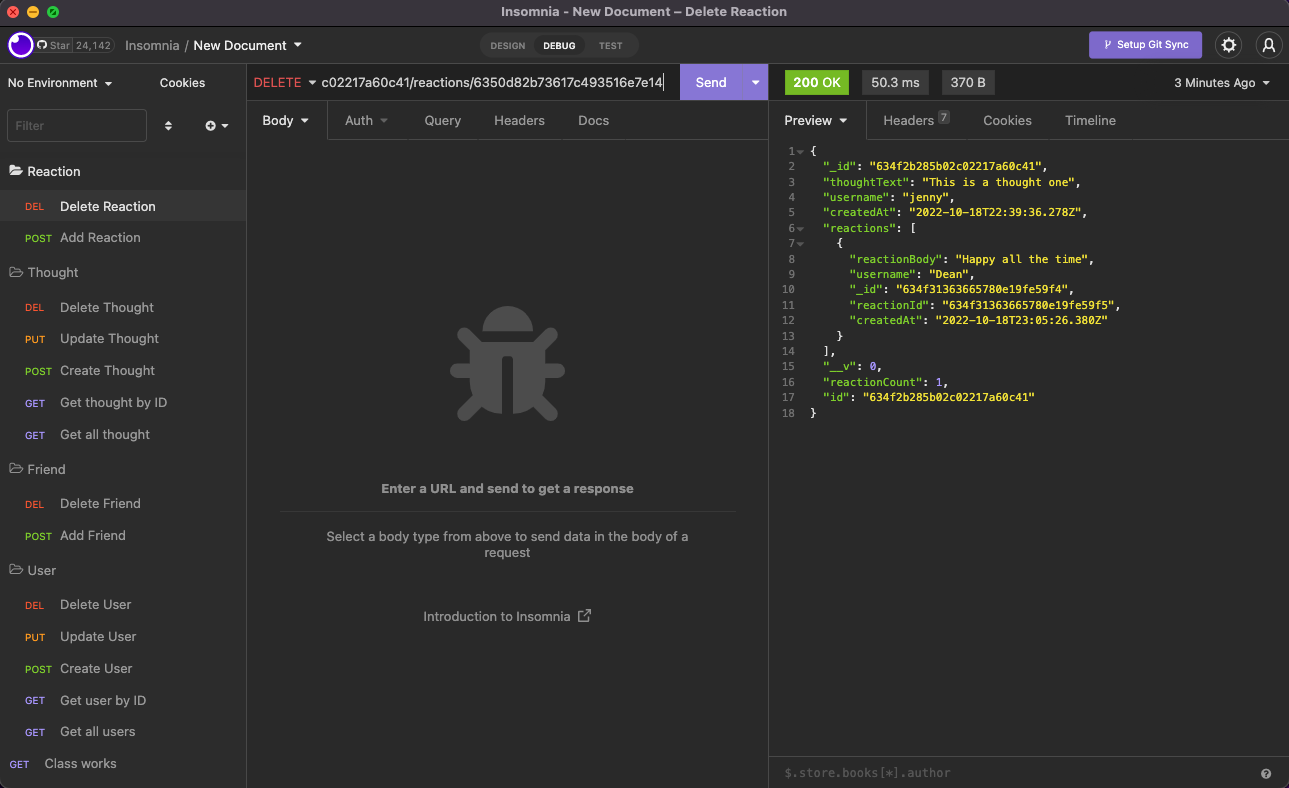 Insomnia - New Document – Delete Reaction
Star 24,142 Insomnia / New Document DESIGN DEBUG TEST Setup Git Sync
No Environment Cookies
Filter
Reaction
DEL Delete Reaction
POST Add Reaction
Thought
DEL Delete Thought
PUT Update Thought
POST Create Thought
GET Get thought by ID
GET Get all thought
Friend
DEL Delete Friend
POST Add Friend
User
DEL Delete User
PUT Update User
POST Create User
GET Get user by ID
GET Get all users
GET Class works
DELETE c02217a60c41/reactions/6350d82b73617c493516e7e14 Send
Body Auth Query Headers Docs
Enter a URL and send to get a response
Select a body type from above to send data in the body of a
request
Introduction to Insomnia
200 OK 50.3 ms 370 B 3 Minutes Ago
Preview Headers 7 Cookies Timeline
1 {
2 "_id": "634f2b285b02c02217a60c41",
3 "thoughtText": "This is a thought one",
4 "username": "jenny",
5 "createdAt": "2022-10-18T22:39:36.278Z",
6 "reactions": [
7 {
8 "reactionBody": "Happy all the time",
9 "username": "Dean",
10 "_id": "634f31363665780e19fe59f4",
11 "reactionId": "634f31363665780e19fe59f5",
12 "createdAt": "2022-10-18T23:05:26.380Z"
13 }
14 ],
15 "__v": 0,
16 "reactionCount": 1,
17 "id": "634f2b285b02c02217a60c41"
18 }
$.store.books[*].author